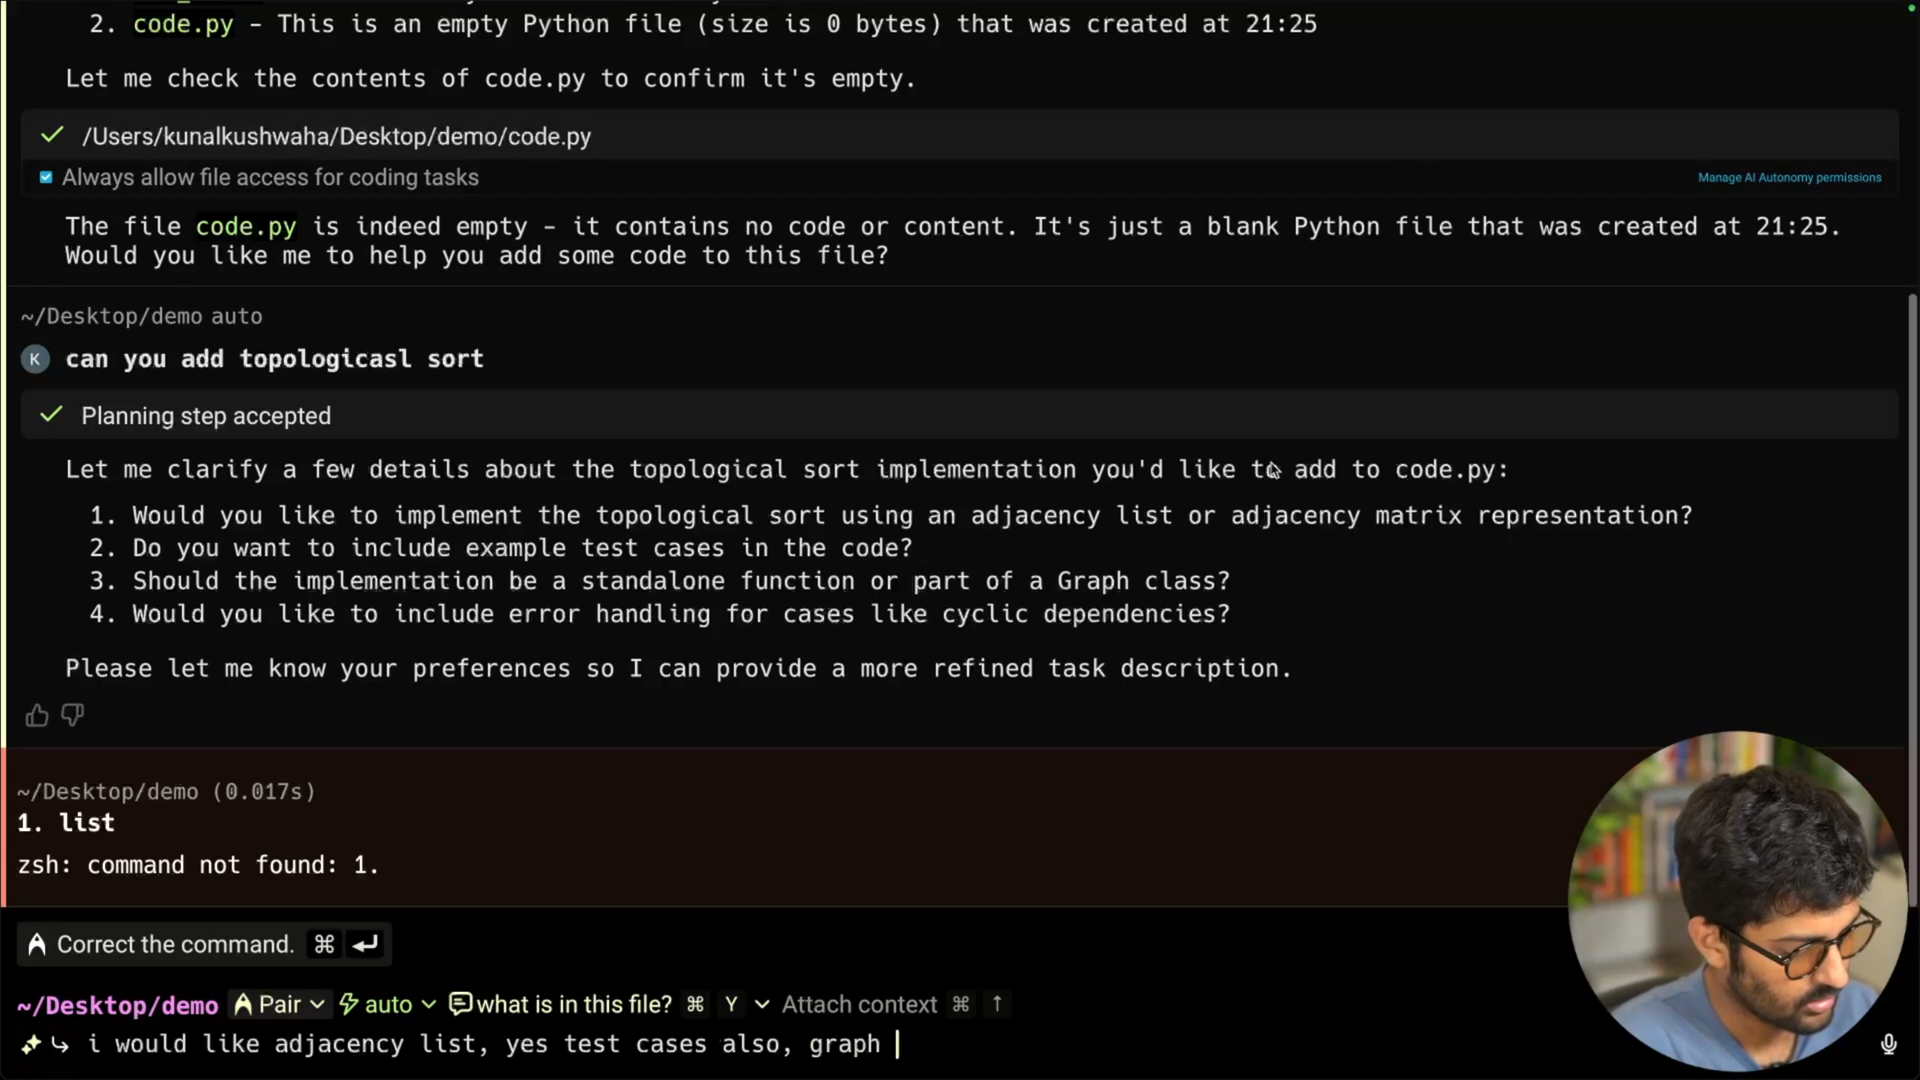 2. code.py - This is an empty Python file (size is 0 bytes) that was created at 21:25
Let me check the contents of code.py to confirm it's empty.
/Users/kunalkushwaha/Desktop/demo/code.py
Always allow file access for coding tasks
Manage AI Autonomy permissions
The file code.py is indeed empty - it contains no code or content. It's just a blank Python file that was created at 21:25.
Would you like me to help you add some code to this file?
~/Desktop/demo auto
K can you add topologicasl sort
Planning step accepted
Let me clarify a few details about the topological sort implementation you'd like to add to code.py:
1. Would you like to implement the topological sort using an adjacency list or adjacency matrix representation?
2. Do you want to include example test cases in the code?
3. Should the implementation be a standalone function or part of a Graph class?
4. Would you like to include error handling for cases like cyclic dependencies?
Please let me know your preferences so I can provide a more refined task description.
~/Desktop/demo (0.017s)
1. list
zsh: command not found: 1.
Correct the command. ⌘ ↵
~/Desktop/demo Pair auto what is in this file? ⌘ Y Attach context ⌘ ↑
i would like adjacency list, yes test cases also, graph